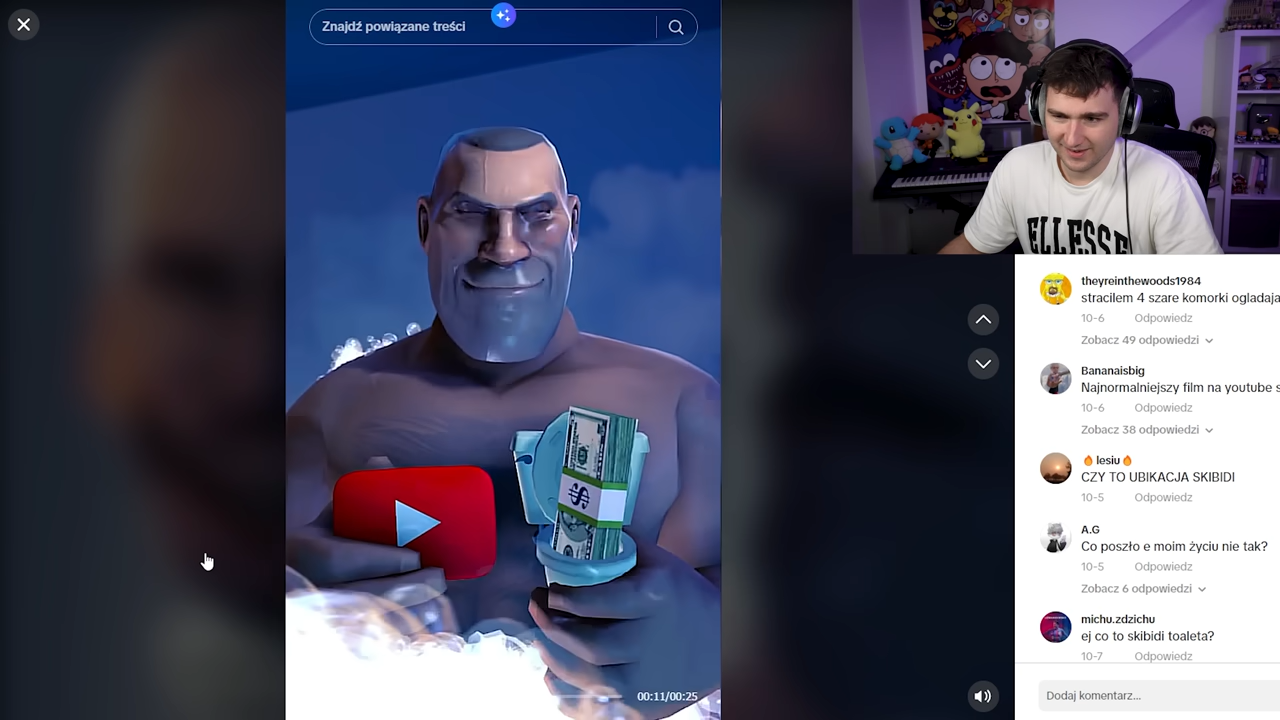 Znajdź powiązane treści
ELLESSE
theyreinthewoods1984
stracilem 4 szare komorki
10-6 Odpowiedz
Zobacz 49 odpowiedzi
Bananaisbig
Najnormalniejszy film na youtube
10-6 Odpowiedz
Zobacz 38 odpowiedzi
🔥lesiu🔥
CZY TO UBIKACJA SKIBIDI
10-5 Odpowiedz
A.G
Co poszło e moim życiu nie tak?
10-5 Odpowiedz
Zobacz 6 odpowiedzi
michu.zdzichu
ej co to skibidi toaleta?
10-7 Odpowiedz
$
00:11/00:25
Dodaj komentarz...